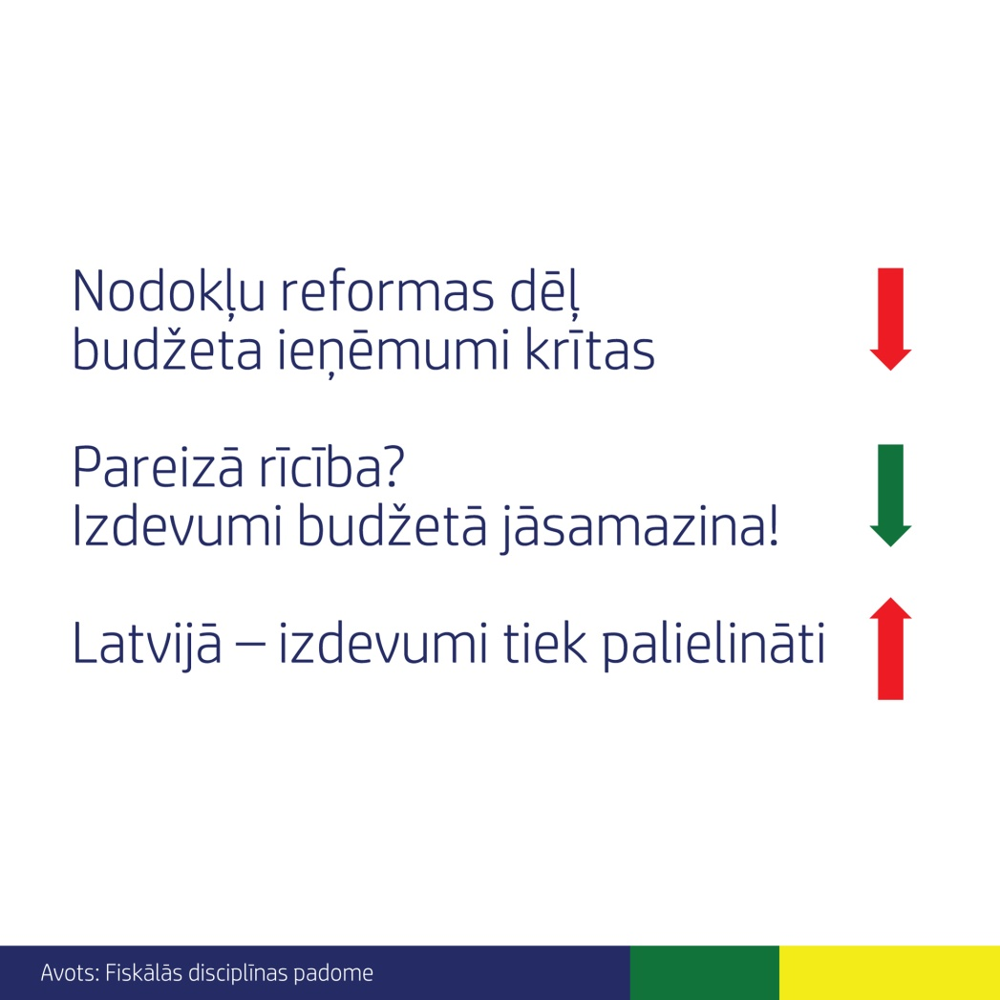 Nodokļu reformas dēļ
budžeta ieņēmumi krītas
Pareizā rīcība?
Izdevumi budžetā jāsamazina!
Latvijā – izdevumi tiek palielināti
Avots: Fiskālās disciplīnas padome